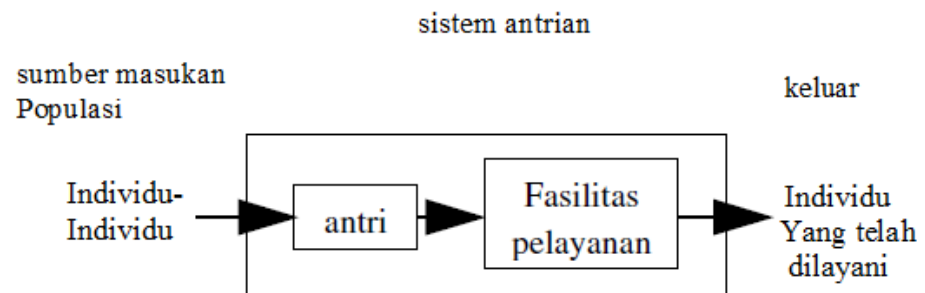 sistem antrian
sumber masukan
Populasi
keluar
Individu-
Individu
antri
Fasilitas
pelayanan
Individu
Yang telah
dilayani